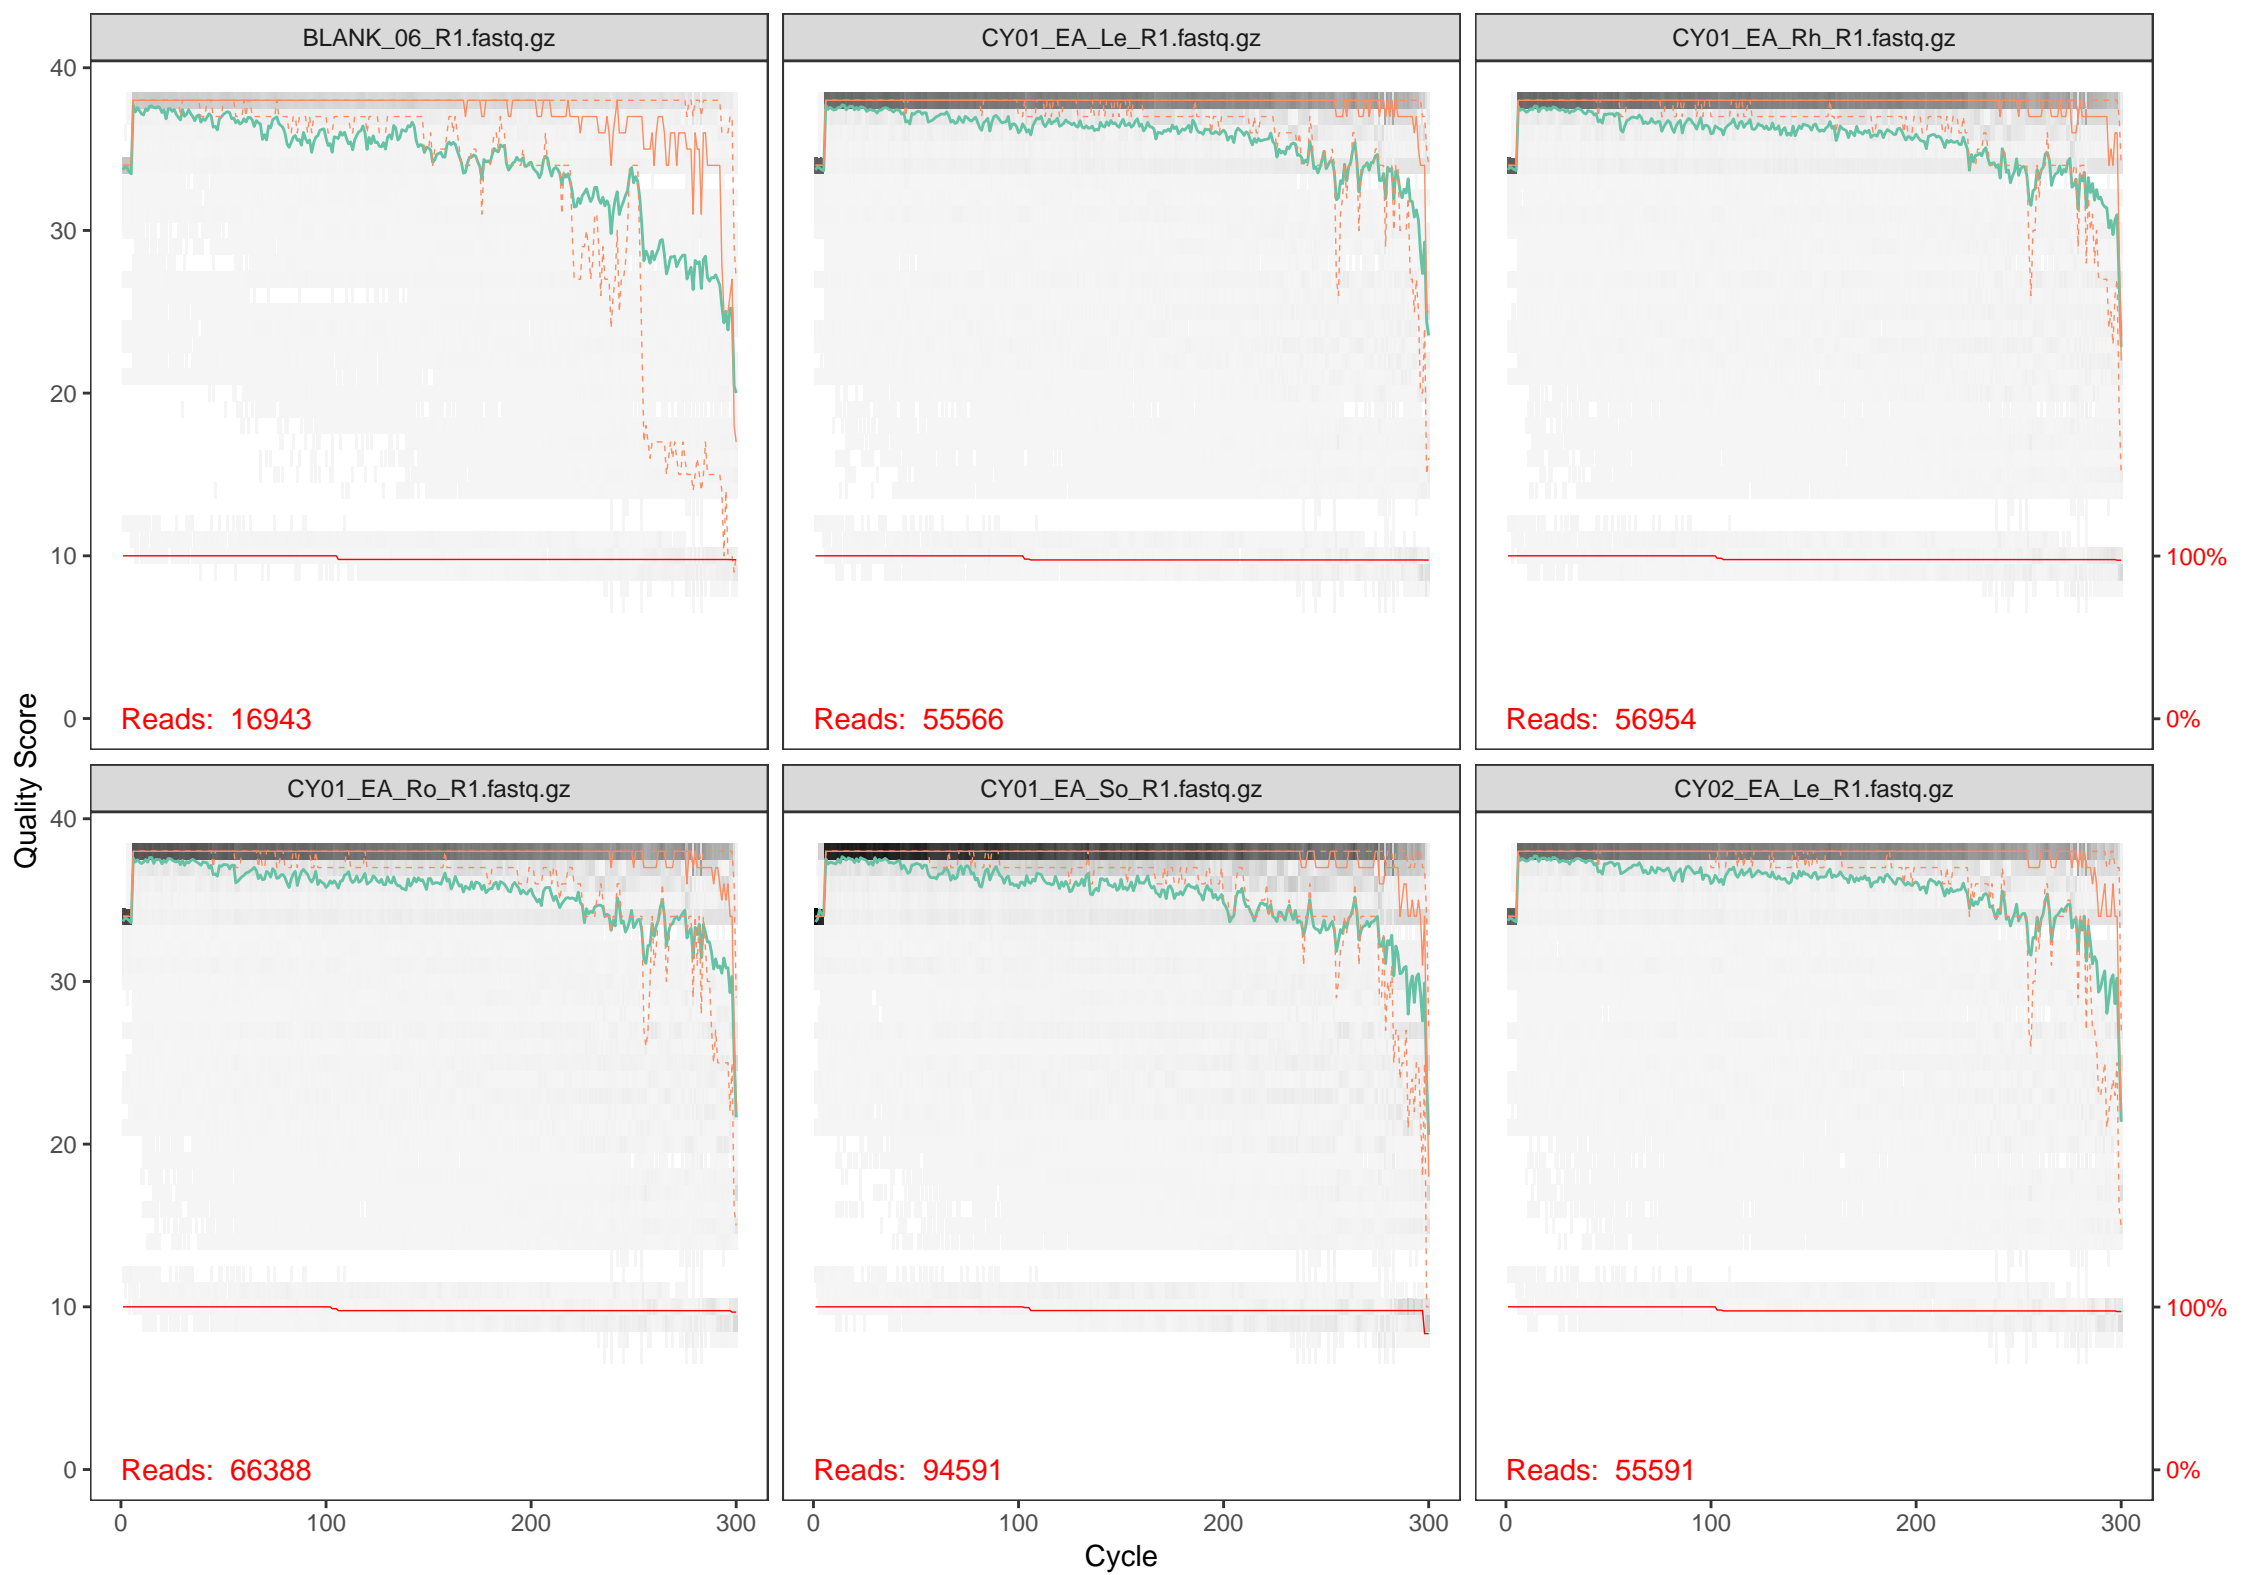 BLANK_06_R1.fastq.gz
CY01_EA_Le_R1.fastq.gz
CY01_EA_Rh_R1.fastq.gz
40
30
20
10
0
Reads: 16943
Reads: 55566
Reads: 56954
100%
0%
Quality Score
CY01_EA_Ro_R1.fastq.gz
CY01_EA_So_R1.fastq.gz
CY02_EA_Le_R1.fastq.gz
40
30
20
10
0
Reads: 66388
Reads: 94591
Reads: 55591
100%
0%
0 100 200 300
0 100 200 300
0 100 200 300
Cycle